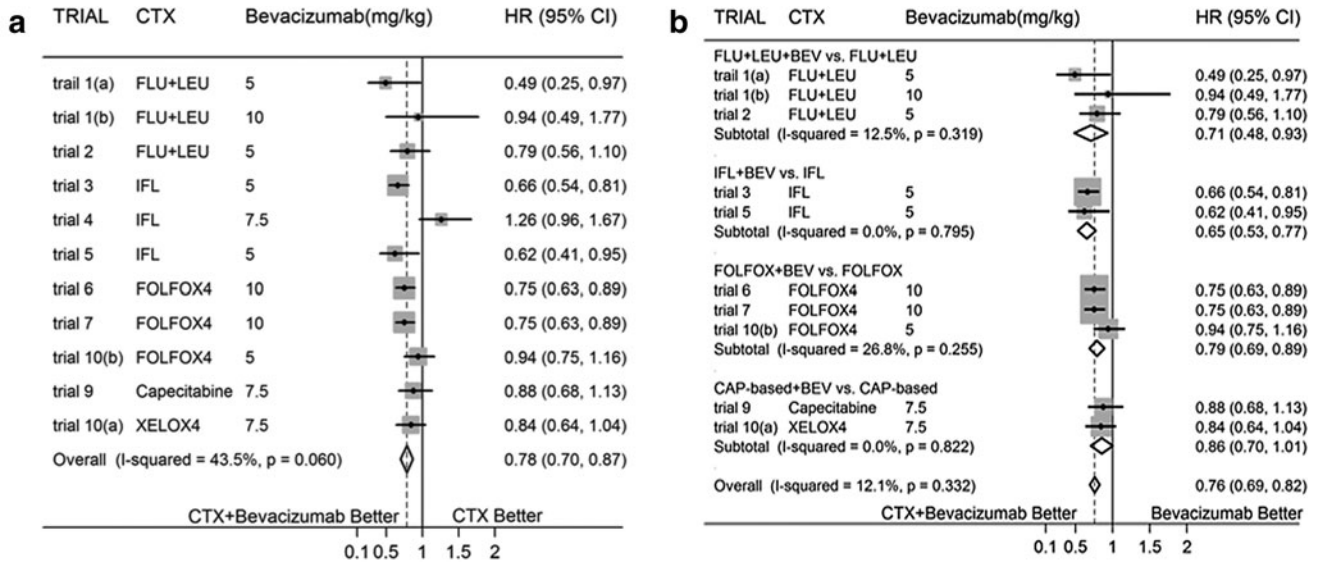 a
TRIAL CTX Bevacizumab(mg/kg) HR (95% CI)
trail 1(a) FLU+LEU 5 0.49 (0.25, 0.97)
trial 1(b) FLU+LEU 10 0.94 (0.49, 1.77)
trial 2 FLU+LEU 5 0.79 (0.56, 1.10)
trial 3 IFL 5 0.66 (0.54, 0.81)
trial 4 IFL 7.5 1.26 (0.96, 1.67)
trial 5 IFL 5 0.62 (0.41, 0.95)
trial 6 FOLFOX4 10 0.75 (0.63, 0.89)
trial 7 FOLFOX4 10 0.75 (0.63, 0.89)
trial 10(b) FOLFOX4 5 0.94 (0.75, 1.16)
trial 9 Capecitabine 7.5 0.88 (0.68, 1.13)
trial 10(a) XELOX4 7.5 0.84 (0.64, 1.04)
Overall (I-squared = 43.5%, p = 0.060) 0.78 (0.70, 0.87)
CTX+Bevacizumab Better CTX Better
0.1 0.5 1 1.5 2
b
TRIAL CTX Bevacizumab(mg/kg) HR (95% CI)
FLU+LEU+BEV vs. FLU+LEU
trail 1(a) FLU+LEU 5 0.49 (0.25, 0.97)
trial 1(b) FLU+LEU 10 0.94 (0.49, 1.77)
trial 2 FLU+LEU 5 0.79 (0.56, 1.10)
Subtotal (I-squared = 12.5%, p = 0.319) 0.71 (0.48, 0.93)
IFL+BEV vs. IFL
trial 3 IFL 5 0.66 (0.54, 0.81)
trial 5 IFL 5 0.62 (0.41, 0.95)
Subtotal (I-squared = 0.0%, p = 0.795) 0.65 (0.53, 0.77)
FOLFOX+BEV vs. FOLFOX
trial 6 FOLFOX4 10 0.75 (0.63, 0.89)
trial 7 FOLFOX4 10 0.75 (0.63, 0.89)
trial 10(b) FOLFOX4 5 0.94 (0.75, 1.16)
Subtotal (I-squared = 26.8%, p = 0.255) 0.79 (0.69, 0.89)
CAP-based+BEV vs. CAP-based
trial 9 Capecitabine 7.5 0.88 (0.68, 1.13)
trial 10(a) XELOX4 7.5 0.84 (0.64, 1.04)
Subtotal (I-squared = 0.0%, p = 0.822) 0.86 (0.70, 1.01)
Overall (I-squared = 12.1%, p = 0.332) 0.76 (0.69, 0.82)
CTX+Bevacizumab Better Bevacizumab Better
0.1 0.5 1 1.5 2